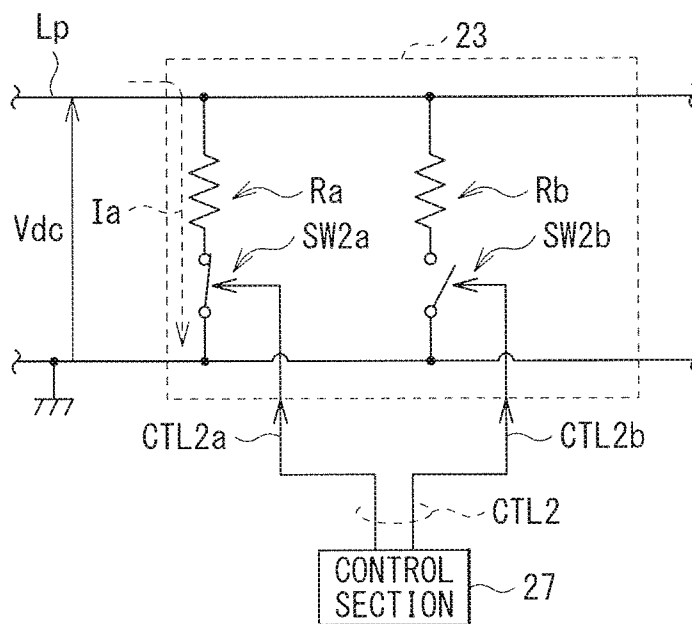 Lp
23
Ia
Ra
Rb
Vdc
SW2a
SW2b
CTL2a
CTL2b
CTL2
CONTROL
SECTION
27